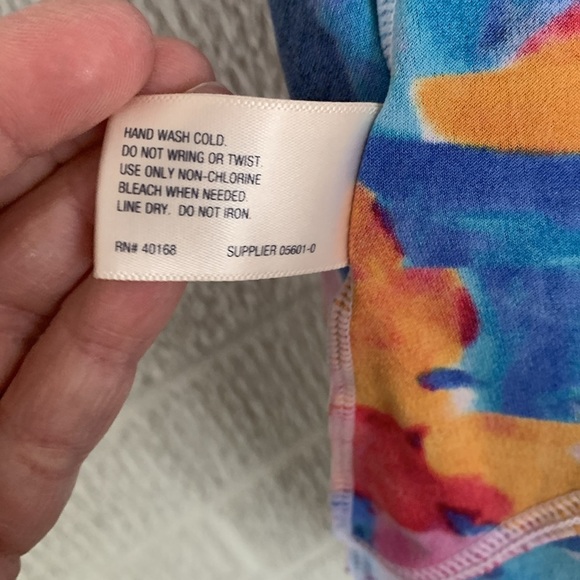 HAND WASH COLD.
DO NOT WRING OR TWIST.
USE ONLY NON-CHLORINE
BLEACH WHEN NEEDED.
LINE DRY. DO NOT IRON.
RN# 40168 SUPPLIER 05601-0